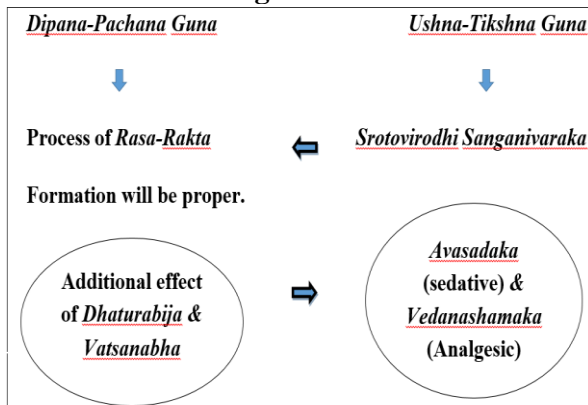 Dipana-Pachana Guna
Ushna-Tikshna Guna
Process of Rasa-Rakta
Formation will be proper.
Srotovirodhi Sanganivaraka
Additional effect
of Dhaturabija &
Vatsanabha
Avasadaka
(sedative) &
Vedanashamaka
(Analgesic)